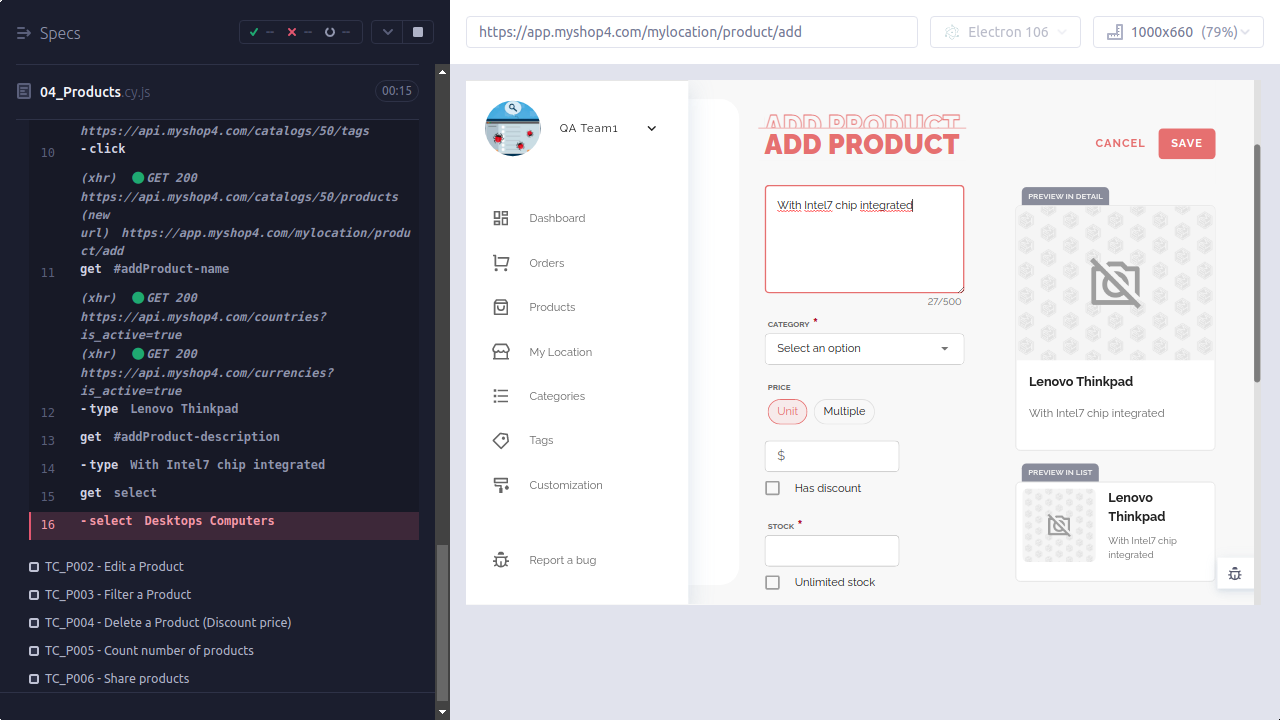 Specs
-- -- --
04_Products.cy.js
00:15
https://api.myshop4.com/catalogs/50/tags
10 -click
(xhr) GET 200
https://api.myshop4.com/catalogs/50/products
(new
url) https://app.myshop4.com/mylocation/produ
ct/add
11 get #addProduct-name
(xhr) GET 200
https://api.myshop4.com/countries?
is_active=true
(xhr) GET 200
https://api.myshop4.com/currencies?
is_active=true
12 -type Lenovo Thinkpad
13 get #addProduct-description
14 -type With Intel7 chip integrated
15 get select
16 -select Desktops Computers
TC_P002 - Edit a Product
TC_P003 - Filter a Product
TC_P004 - Delete a Product (Discount price)
TC_P005 - Count number of products
TC_P006 - Share products
https://app.myshop4.com/mylocation/product/add
Electron 106
1000x660 (79%)
QA Team1
Dashboard
Orders
Products
My Location
Categories
Tags
Customization
Report a bug
ADD PRODUCT
ADD PRODUCT
CANCEL
SAVE
With Intel7 chip integrated
27/500
CATEGORY *
Select an option
PRICE
Unit
Multiple
$
Has discount
STOCK *
Unlimited stock
PREVIEW IN DETAIL
Lenovo Thinkpad
With Intel7 chip integrated
PREVIEW IN LIST
Lenovo
Thinkpad
With Intel7 chip
integrated